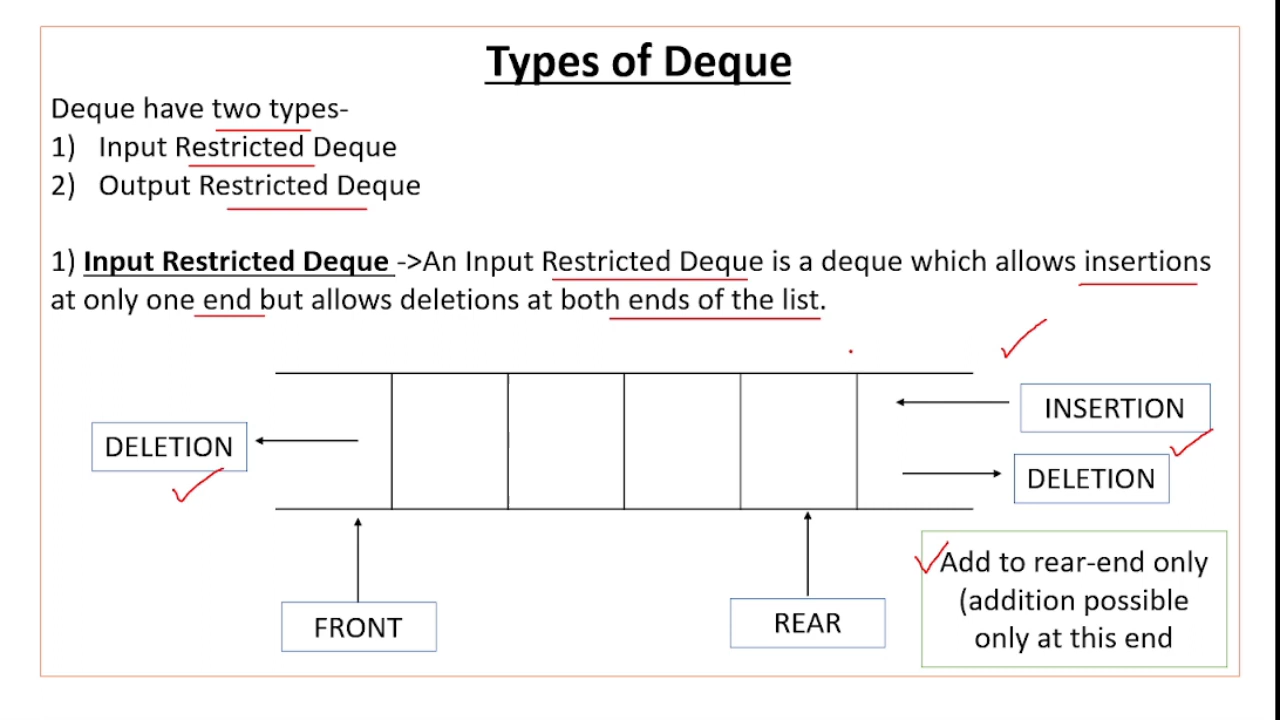 Types of Deque
Deque have two types-
1) Input Restricted Deque
2) Output Restricted Deque
1) Input Restricted Deque ->An Input Restricted Deque is a deque which allows insertions
at only one end but allows deletions at both ends of the list.
INSERTION
DELETION
DELETION
Add to rear-end only
(addition possible
only at this end
FRONT
REAR